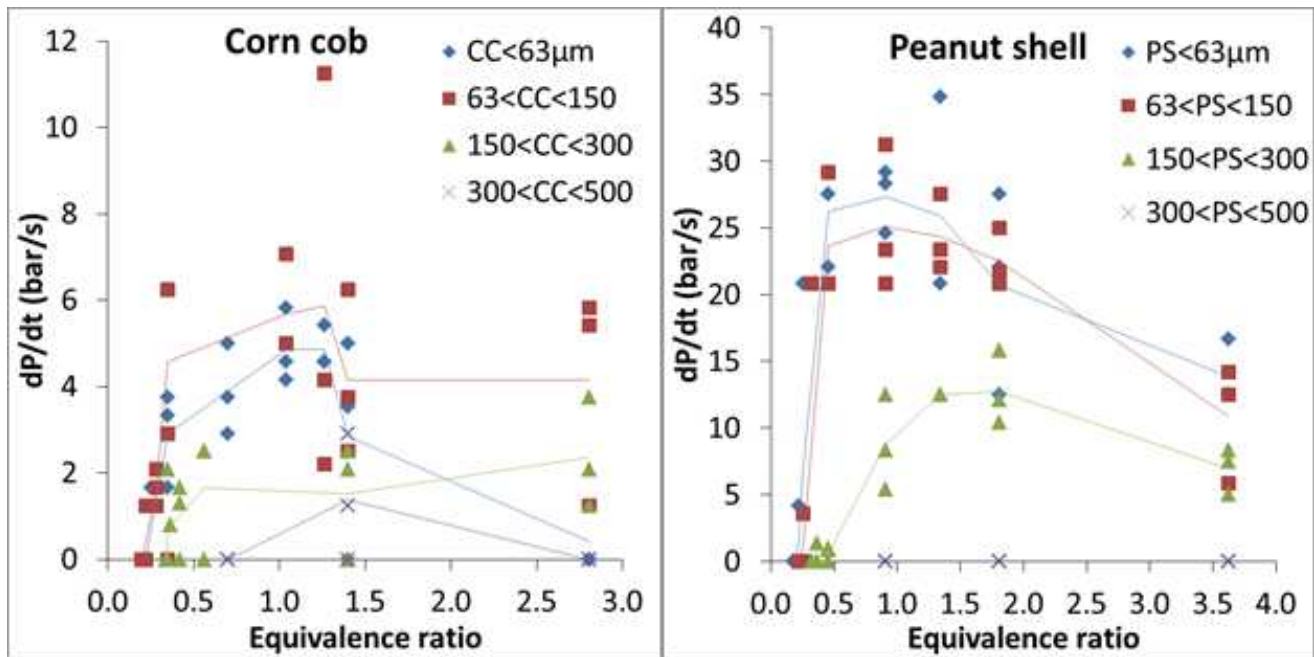 Corn cob
CC<63μm
63<CC<150
150<CC<300
300<CC<500
dP/dt (bar/s)
12
10
8
6
4
2
0
0.0 0.5 1.0 1.5 2.0 2.5 3.0
Equivalence ratio
Peanut shell
PS<63μm
63<PS<150
150<PS<300
300<PS<500
dP/dt (bar/s)
40
35
30
25
20
15
10
5
0
0.0 0.5 1.0 1.5 2.0 2.5 3.0 3.5 4.0
Equivalence ratio